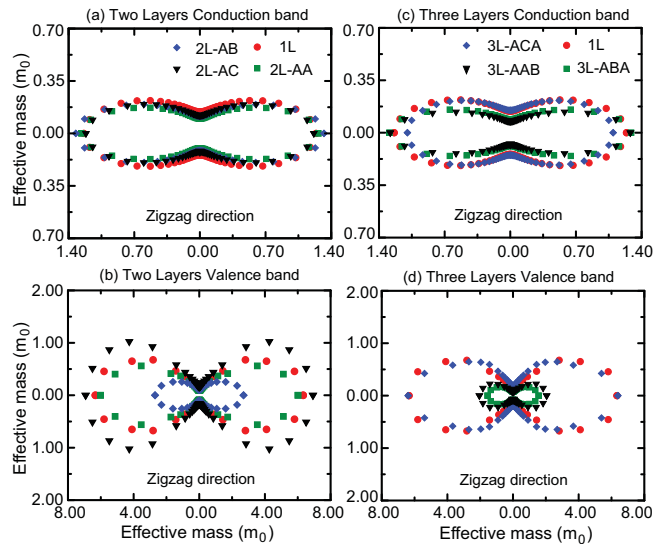 (a) Two Layers Conduction band
(c) Three Layers Conduction band
2L-AB 1L
2L-AC 2L-AA
3L-ACA 1L
3L-AAB 3L-ABA
Effective mass (m0)
0.70
0.35
0.00
0.35
0.70
0.70
0.35
0.00
0.35
0.70
Zigzag direction
Zigzag direction
1.40 0.70 0.00 0.70 1.40
1.40 0.70 0.00 0.70 1.40
(b) Two Layers Valence band
(d) Three Layers Valence band
Effective mass (m0)
2.00
1.00
0.00
1.00
2.00
2.00
1.00
0.00
1.00
2.00
Zigzag direction
Zigzag direction
8.00 4.00 0.00 4.00 8.00
8.00 4.00 0.00 4.00 8.00
Effective mass (m0)
Effective mass (m0)